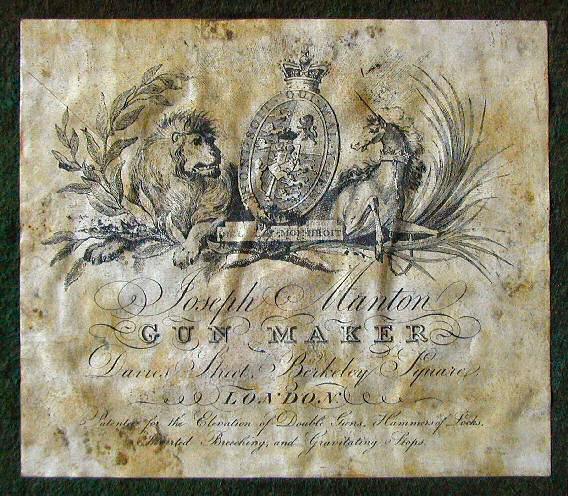 MON DROIT
Joseph Manton
GUN MAKER
Davies Street, Berkeley Square,
LONDON.
Patentee for the Elevation of Double Guns, Hammers of Locks,
Inverted Breeching, and Gravitating Stops.